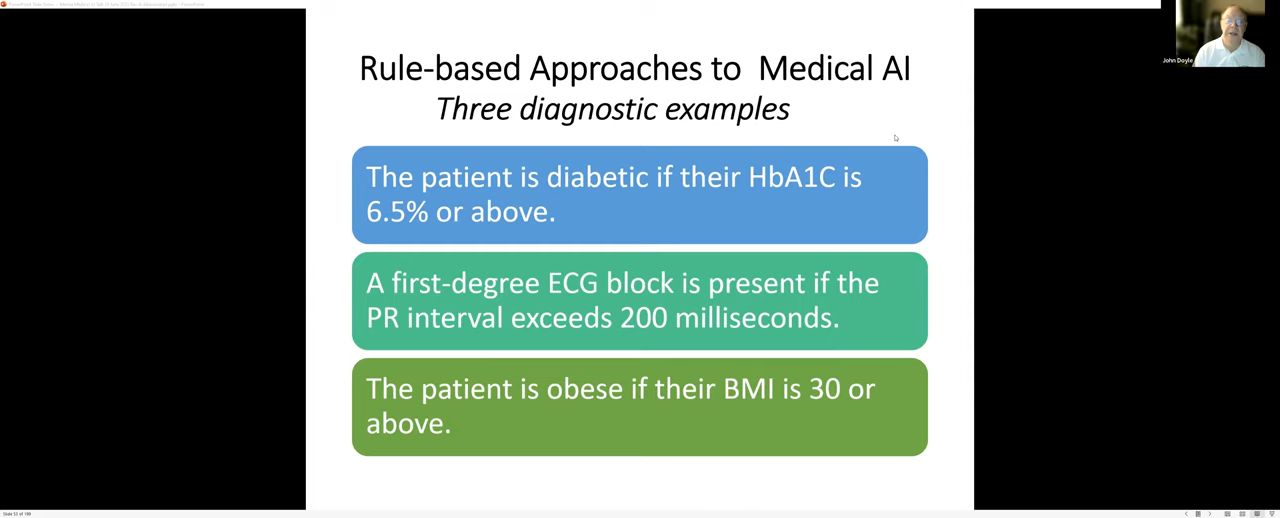 Rule-based Approaches to Medical AI
Three diagnostic examples
The patient is diabetic if their HbA1C is
6.5% or above.
A first-degree ECG block is present if the
PR interval exceeds 200 milliseconds.
The patient is obese if their BMI is 30 or
above.
John Doyle